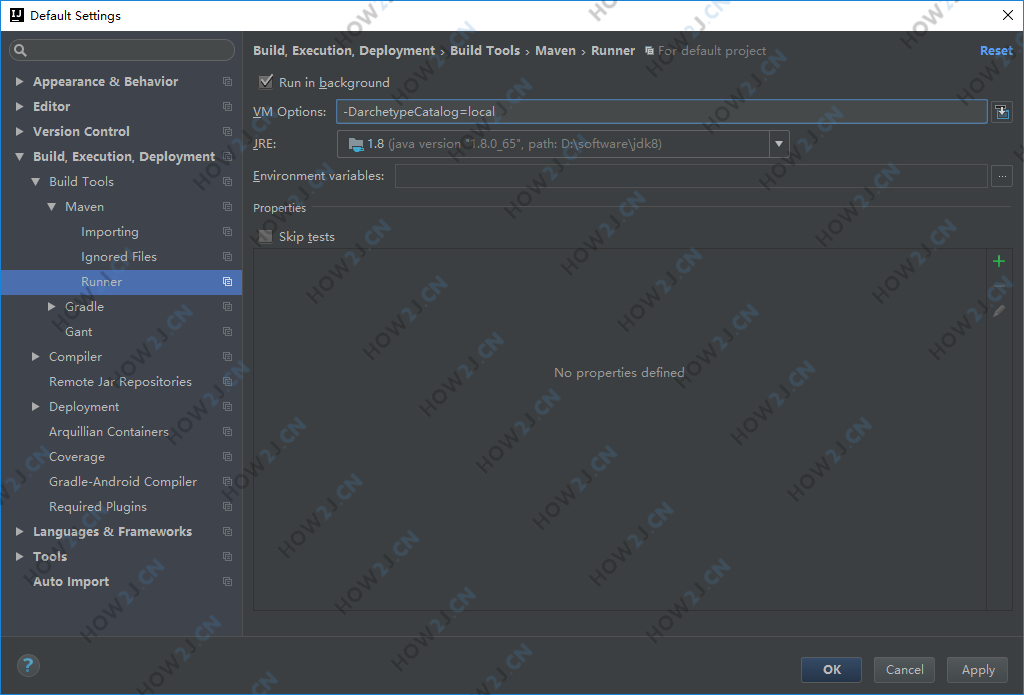 Default Settings
Build, Execution, Deployment › Build Tools › Maven › Runner For default project Reset
Appearance & Behavior
Editor
Version Control
Build, Execution, Deployment
Build Tools
Maven
Importing
Ignored Files
Runner
Gradle
Gant
Compiler
Remote Jar Repositories
Deployment
Arquillian Containers
Coverage
Gradle-Android Compiler
Required Plugins
Languages & Frameworks
Tools
Auto Import
Run in background
VM Options: -DarchetypeCatalog=local
JRE: 1.8 (java version "1.8.0_65", path: D:\software\jdk8)
Environment variables: ...
Properties
Skip tests
No properties defined
? OK Cancel Apply
HOW2J.CN